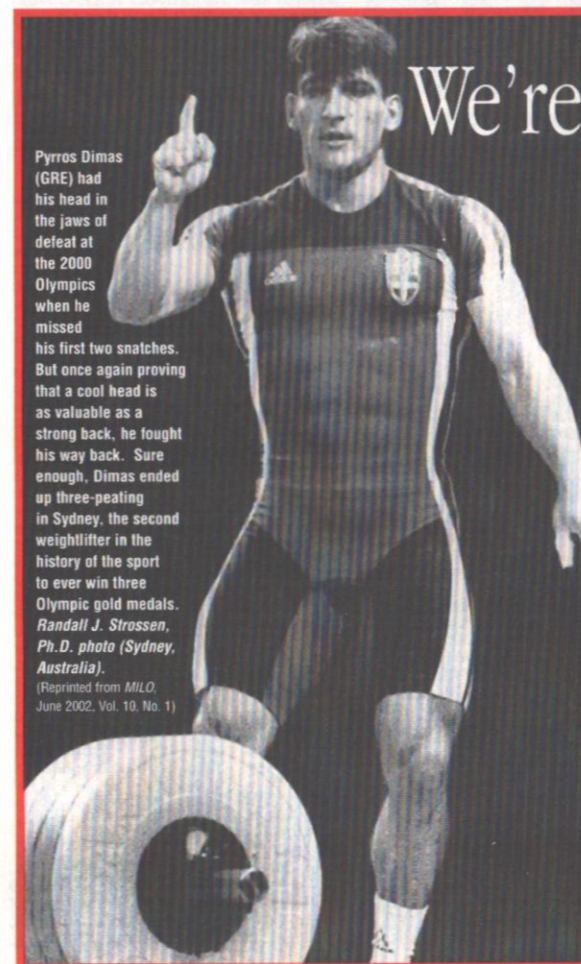 We're
Pyrros Dimas
(GRE) had
his head in
the jaws of
defeat at
the 2000
Olympics
when he
missed
his first two snatches.
But once again proving
that a cool head is
as valuable as a
strong back, he fought
his way back.  Sure
enough, Dimas ended
up three-peating
in Sydney, the second
weightlifter in the
history of the sport
to ever win three
Olympic gold medals.
Randall J. Strossen,
Ph.D. photo (Sydney,
Australia).
(Reprinted from MILO,
June 2002, Vol. 10, No. 1)